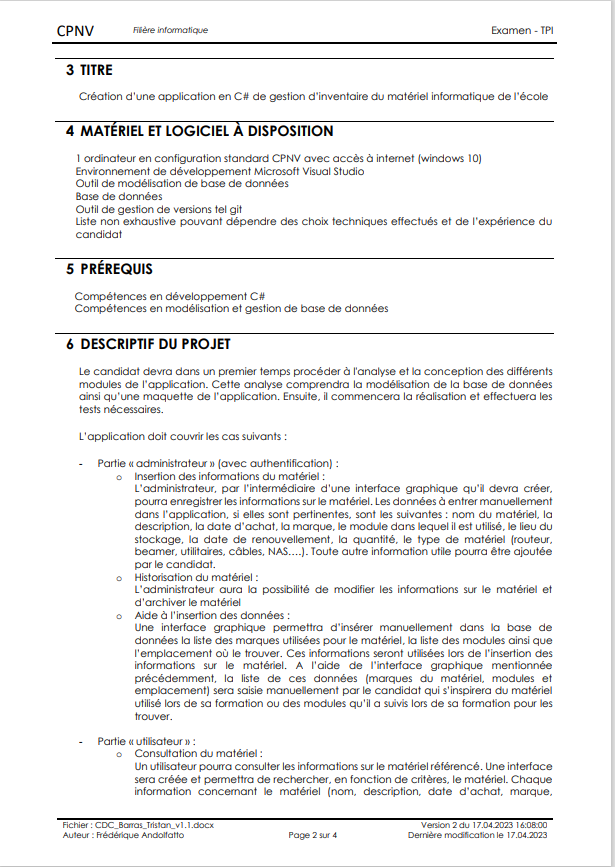 CPNV Filière informatique Examen - TPI
3 TITRE
Création d'une application en C# de gestion d'inventaire du matériel informatique de l'école
4 MATÉRIEL ET LOGICIEL À DISPOSITION
1 ordinateur en configuration standard CPNV avec accès à internet (windows 10)
Environnement de développement Microsoft Visual Studio
Outil de modélisation de base de données
Base de données
Outil de gestion de versions tel git
Liste non exhaustive pouvant dépendre des choix techniques effectués et de l'expérience du
candidat
5 PRÉREQUIS
Compétences en développement C#
Compétences en modélisation et gestion de base de données
6 DESCRIPTIF DU PROJET
Le candidat devra dans un premier temps procéder à l'analyse et la conception des différents
modules de l'application. Cette analyse comprendra la modélisation de la base de données
ainsi qu'une maquette de l'application. Ensuite, il commencera la réalisation et effectuera les
tests nécessaires.
L'application doit couvrir les cas suivants :
- Partie « administrateur » (avec authentification) :
o Insertion des informations du matériel :
L'administrateur, par l'intermédiaire d'une interface graphique qu'il devra créer,
pourra enregistrer les informations sur le matériel. Les données à entrer manuellement
dans l'application, si elles sont pertinentes, sont les suivantes : nom du matériel, la
description, la date d'achat, la marque, le module dans lequel il est utilisé, le lieu du
stockage, la date de renouvellement, la quantité, le type de matériel (routeur,
beamer, utilitaires, câbles, NAS....). Toute autre information utile pourra être ajoutée
par le candidat.
o Historisation du matériel :
L'administrateur aura la possibilité de modifier les informations sur le matériel et
d'archiver le matériel
o Aide à l'insertion des données :
Une interface graphique permettra d'insérer manuellement dans la base de
données la liste des marques utilisées pour le matériel, la liste des modules ainsi que
l'emplacement où le trouver. Ces informations seront utilisées lors de l'insertion des
informations sur le matériel. A l'aide de l'interface graphique mentionnée
précédemment, la liste de ces données (marques du matériel, modules et
emplacement) sera saisie manuellement par le candidat qui s'inspirera du matériel
utilisé lors de sa formation ou des modules qu'il a suivis lors de sa formation pour les
trouver.
- Partie « utilisateur » :
o Consultation du matériel :
Un utilisateur pourra consulter les informations sur le matériel référencé. Une interface
sera créée et permettra de rechercher, en fonction de critères, le matériel. Chaque
information concernant le matériel (nom, description, date d'achat, marque,
Fichier : CDC_Barras_Tristan_v1.1.docx Version 2 du 17.04.2023 16:08:00
Auteur : Frédérique Andolfatto Page 2 sur 4 Dernière modification le 17.04.2023